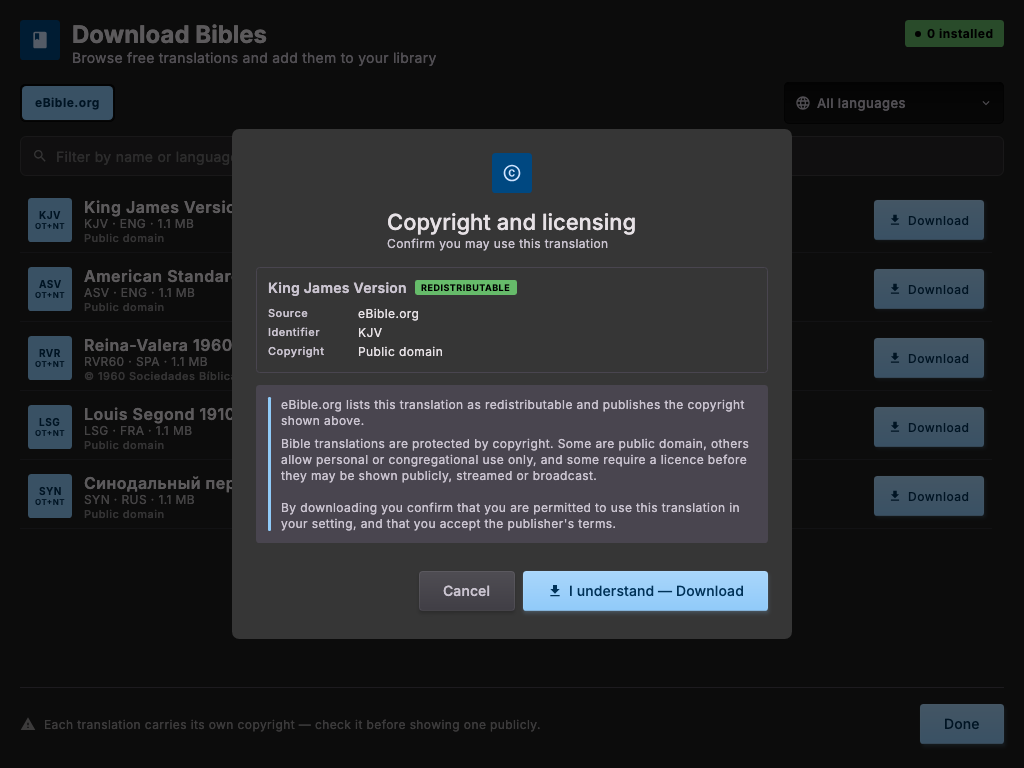 Download Bibles
Browse free translations and add them to your library
0 installed
eBible.org
All languages
Filter by name or language
KJV
OT+NT
King James Versio
KJV · ENG · 1.1 MB
Public domain
Download
ASV
OT+NT
American Standar
ASV · ENG · 1.1 MB
Public domain
Download
RVR
OT+NT
Reina-Valera 1960
RVR60 · SPA · 1.1 MB
© 1960 Sociedades Bíblica
Download
LSG
OT+NT
Louis Segond 1910
LSG · FRA · 1.1 MB
Public domain
Download
SYN
OT+NT
Синодальный пер
SYN · RUS · 1.1 MB
Public domain
Download
Copyright and licensing
Confirm you may use this translation
King James Version REDISTRIBUTABLE
Source eBible.org
Identifier KJV
Copyright Public domain
eBible.org lists this translation as redistributable and publishes the copyright
shown above.
Bible translations are protected by copyright. Some are public domain, others
allow personal or congregational use only, and some require a licence before
they may be shown publicly, streamed or broadcast.
By downloading you confirm that you are permitted to use this translation in
your setting, and that you accept the publisher's terms.
Cancel
I understand — Download
Each translation carries its own copyright — check it before showing one publicly.
Done